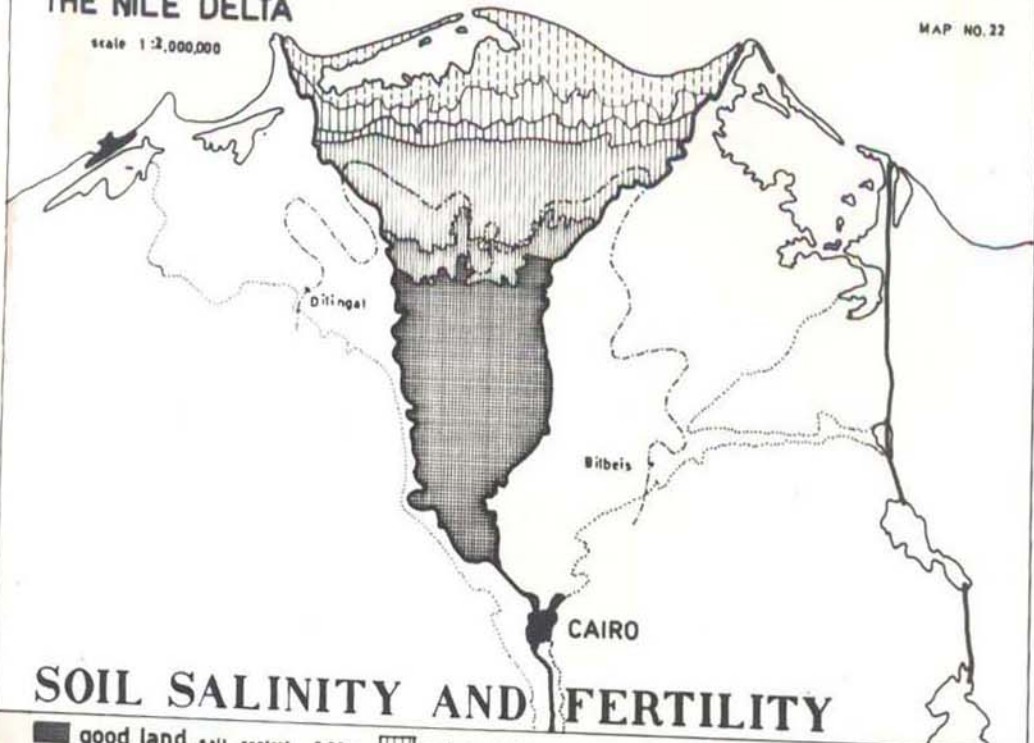 THE NILE DELTA
scale 1:2,000,000
MAP NO. 22
Dilingat
Bilbeis
CAIRO
SOIL SALINITY AND FERTILITY
good land